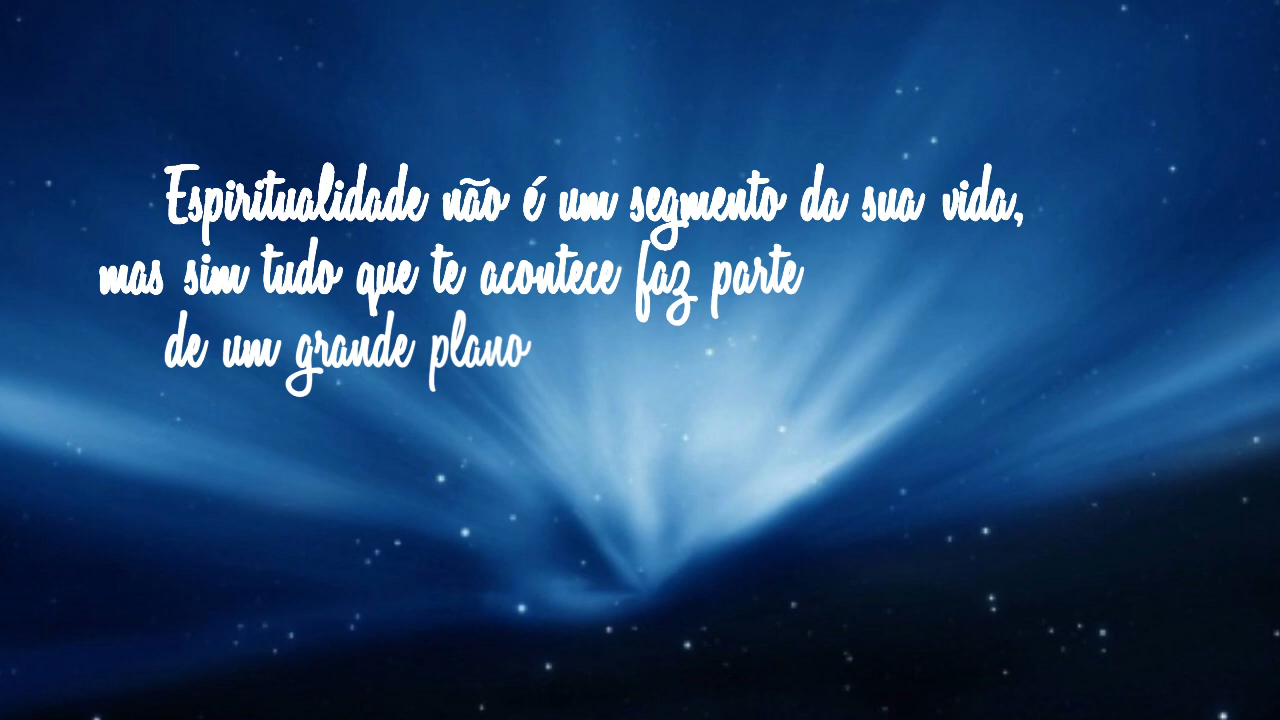 Espiritualidade não é um segmento da sua vida,
mas sim tudo que te acontece faz parte
de um grande plano